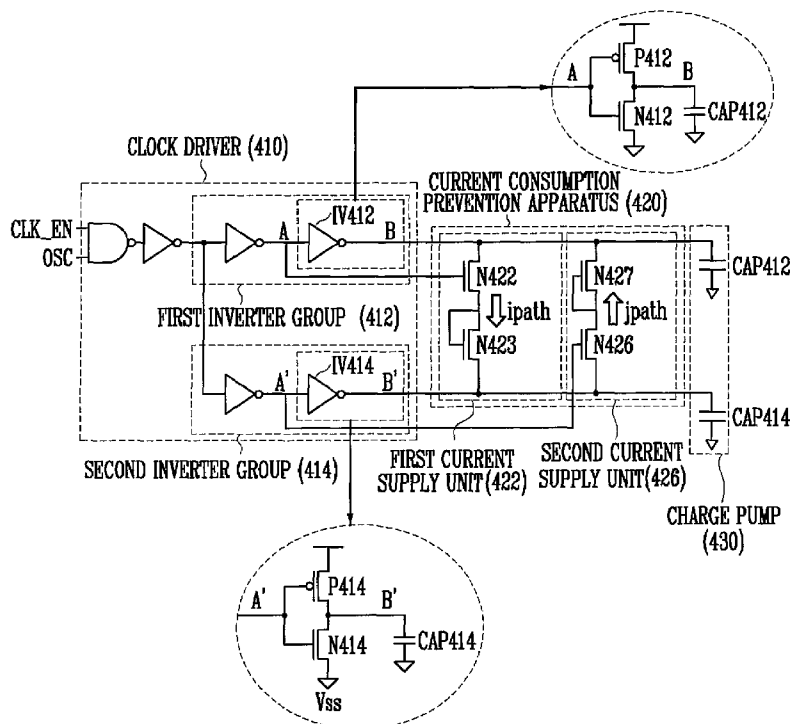 P412
A
B
N412
CAP412
CLOCK DRIVER (410)
CURRENT CONSUMPTION
PREVENTION APPARATUS (420)
IV412
CLK_EN
OSC
A
B
N422
N427
CAP412
ipath
jpath
FIRST INVERTER GROUP (412)
N423
N426
IV414
A'
B'
CAP414
SECOND INVERTER GROUP (414)
FIRST CURRENT
SUPPLY UNIT(422)
SECOND CURRENT
SUPPLY UNIT(426)
CHARGE PUMP
(430)
P414
A'
B'
N414
CAP414
Vss